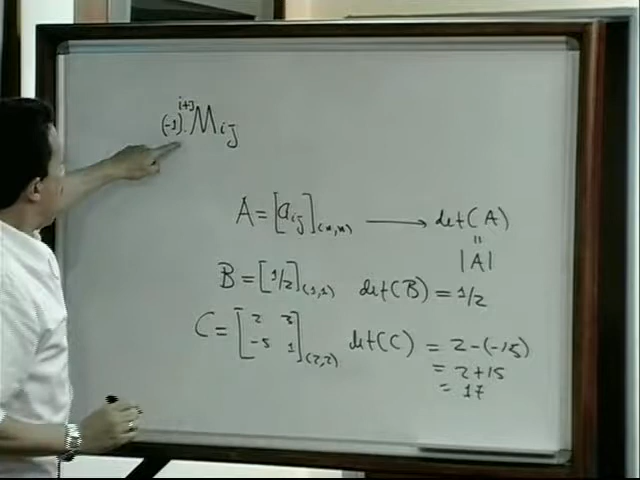 (-1)^{i+j}. M_{ij}
A = [a_{ij}]_{(n,n)} ⟶ det(A)
=
|A|
B = [1/2]_{(1,1)} det(B) = 1/2
C = [2 3
-5 1]_{(2,2)} det(C) = 2-(-15)
= 2+15
= 17